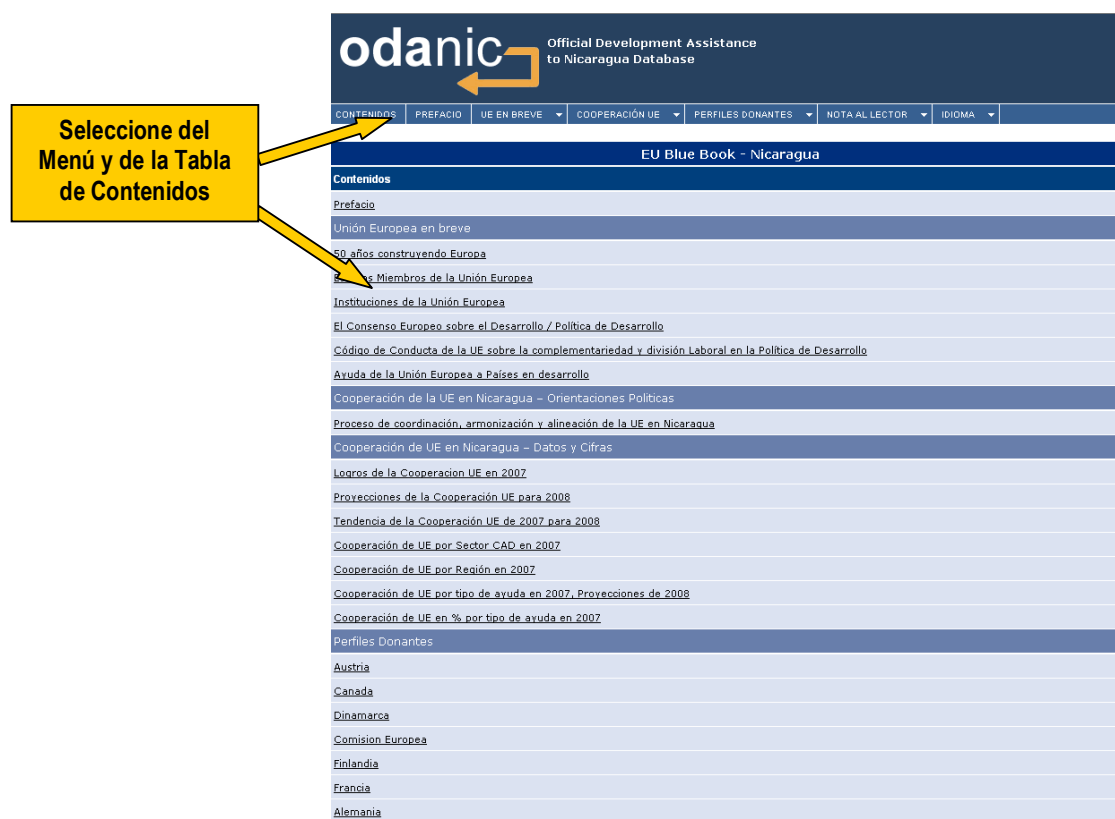 odanic
Official Development Assistance
to Nicaragua Database
Seleccione del
Menú y de la Tabla
de Contenidos
CONTENIDOS PREFACIO UE EN BREVE COOPERACIÓN UE PERFILES DONANTES NOTA AL LECTOR IDIOMA
EU Blue Book - Nicaragua
Contenidos
Prefacio
Unión Europea en breve
50 años construyendo Europa
Miembros de la Unión Europea
Instituciones de la Unión Europea
El Consenso Europeo sobre el Desarrollo / Política de Desarrollo
Código de Conducta de la UE sobre la complementariedad y división Laboral en la Política de Desarrollo
Ayuda de la Unión Europea a Países en desarrollo
Cooperación de la UE en Nicaragua – Orientaciones Politicas
Proceso de coordinación, armonización y alineación de la UE en Nicaragua
Cooperación de UE en Nicaragua – Datos y Cifras
Logros de la Cooperacion UE en 2007
Proyecciones de la Cooperación UE para 2008
Tendencia de la Cooperación UE de 2007 para 2008
Cooperación de UE por Sector CAD en 2007
Cooperación de UE por Región en 2007
Cooperación de UE por tipo de ayuda en 2007, Proyecciones de 2008
Cooperación de UE en % por tipo de ayuda en 2007
Perfiles Donantes
Austria
Canada
Dinamarca
Comision Europea
Finlandia
Francia
Alemania